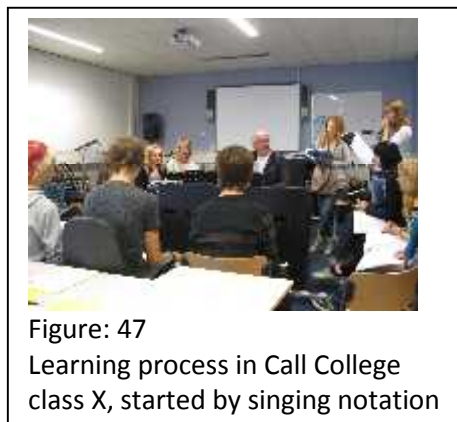 Figure: 47
Learning process in Call College
class X, started by singing notation